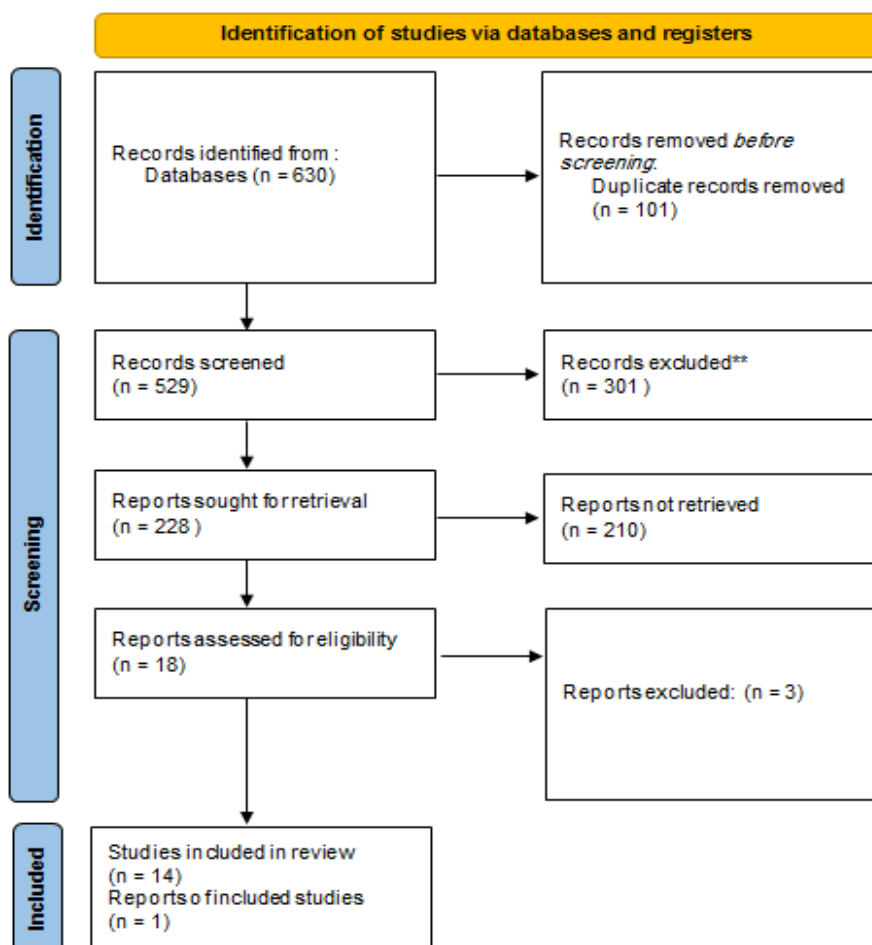 Identification of studies via databases and registers
Identification
Records identified from :
Databases (n = 630)
Records removed before
screening:
Duplicate records removed
(n = 101)
Screening
Records screened
(n = 529)
Records excluded**
(n = 301 )
Reports sought for retrieval
(n = 228 )
Reports not retrieved
(n = 210)
Reports assessed for eligibility
(n = 18)
Reports excluded: (n = 3)
Included
Studies included in review
(n = 14)
Reports of included studies
(n = 1)